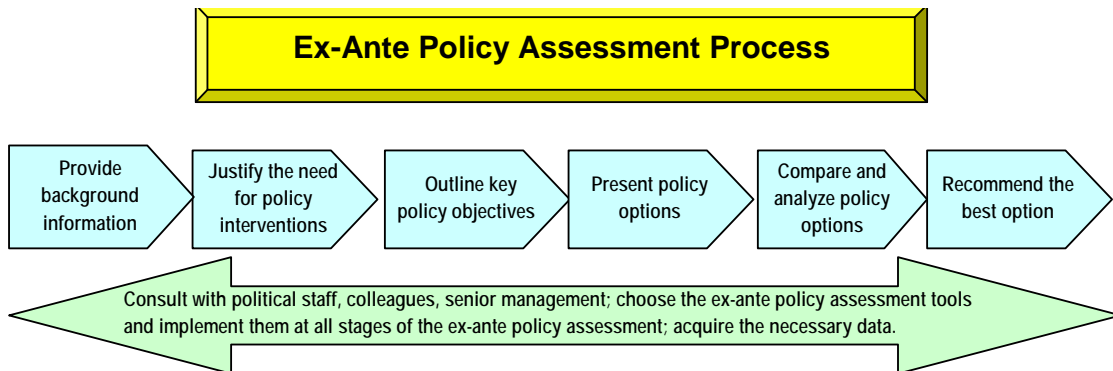 Ex-Ante Policy Assessment Process
Provide
background
information
Justify the need
for policy
interventions
Outline key
policy objectives
Present policy
options
Compare and
analyze policy
options
Recommend the
best option
Consult with political staff, colleagues, senior management; choose the ex-ante policy assessment tools
and implement them at all stages of the ex-ante policy assessment; acquire the necessary data.